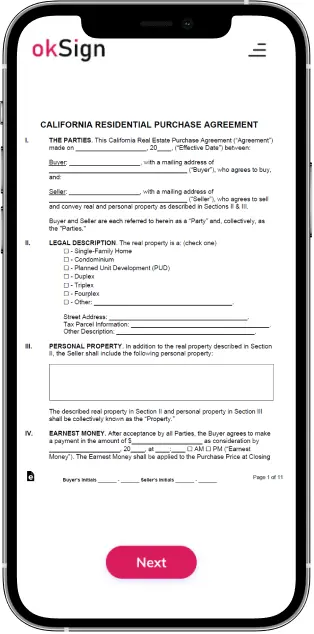 okSign
CALIFORNIA RESIDENTIAL PURCHASE AGREEMENT
I. THE PARTIES. This California Real Estate Purchase Agreement ("Agreement")
made on ____________________, 20____, ("Effective Date") between:
Buyer: ____________________, with a mailing address of
________________________________________ ("Buyer"), who agrees to buy,
and:
Seller: ____________________, with a mailing address of
________________________________________ ("Seller"), who agrees to sell
and convey real and personal property as described in Sections II & III.
Buyer and Seller are each referred to herein as a "Party" and, collectively, as
the "Parties."
II. LEGAL DESCRIPTION. The real property is a: (check one)
☐ - Single-Family Home
☐ - Condominium
☐ - Planned Unit Development (PUD)
☐ - Duplex
☐ - Triplex
☐ - Fourplex
☐ - Other: ________________________________________.
Street Address: ________________________________________.
Tax Parcel Information: ________________________________________.
Other Description: ________________________________________.
III. PERSONAL PROPERTY. In addition to the real property described in Section
II, the Seller shall include the following personal property:
The described real property in Section II and personal property in Section III
shall be collectively known as the "Property."
IV. EARNEST MONEY. After acceptance by all Parties, the Buyer agrees to make
a payment in the amount of $____________________ as consideration by
____________________, 20____, at ____:____ ☐ AM ☐ PM ("Earnest
Money"). The Earnest Money shall be applied to the Purchase Price at Closing
Buyer's Initials ______ - ______ Seller's Initials ______ - ______
Page 1 of 11
Next